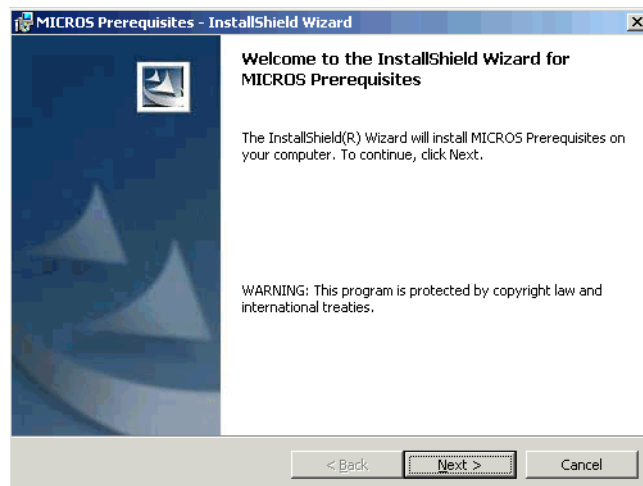 MICROS Prerequisites - InstallShield Wizard
Welcome to the InstallShield Wizard for
MICROS Prerequisites
The InstallShield(R) Wizard will install MICROS Prerequisites on
your computer. To continue, click Next.
WARNING: This program is protected by copyright law and
international treaties.
< Back
Next >
Cancel